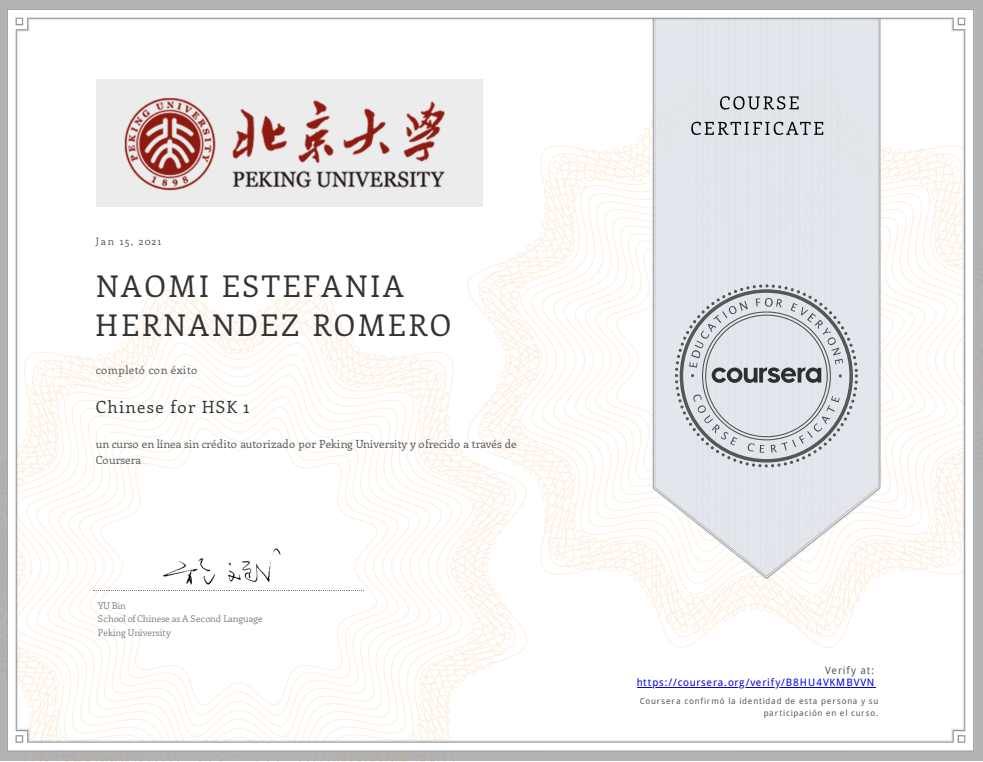 PEKING UNIVERSITY
1898
北京大學
PEKING UNIVERSITY
Jan 15, 2021
NAOMI ESTEFANIA
HERNANDEZ ROMERO
completó con éxito
Chinese for HSK 1
un curso en línea sin crédito autorizado por Peking University y ofrecido a través de
Coursera
YU Bin
School of Chinese as A Second Language
Peking University
COURSE
CERTIFICATE
EDUCATION FOR EVERYONE
coursera
COURSE CERTIFICATE
Verify at:
https://coursera.org/verify/B8HU4VKMBVVN
Coursera confirmó la identidad de esta persona y su
participación en el curso.